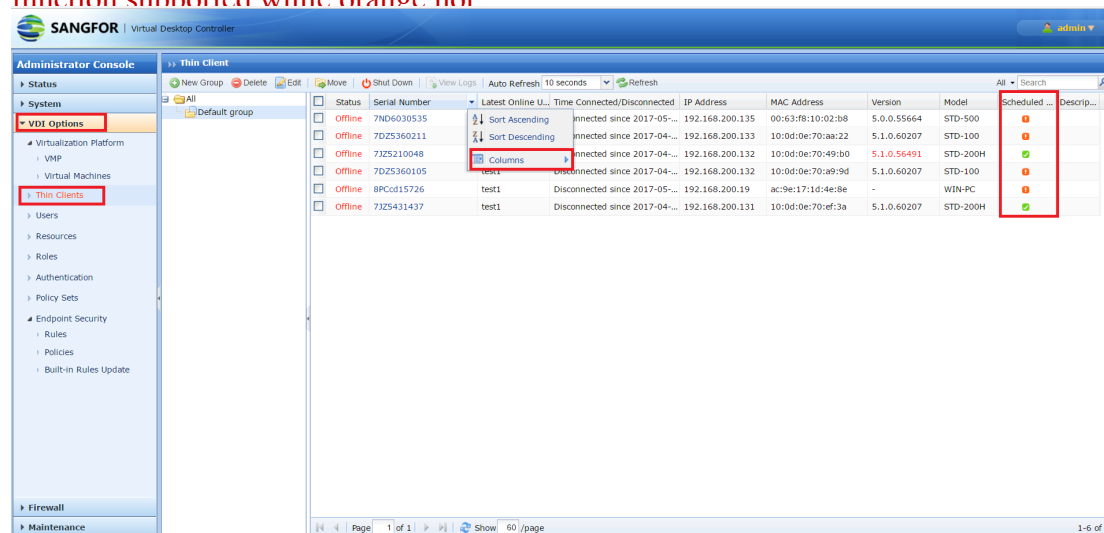 function supported while orange not
SANGFOR | Virtual Desktop Controller
admin
Administrator Console
Thin Client
Status
New Group Delete Edit Move Shut Down View Logs Auto Refresh 10 seconds Refresh All Search
System
All
Default group
Status Serial Number Latest Online U... Time Connected/Disconnected IP Address MAC Address Version Model Scheduled ... Descrip...
VDI Options
Offline 7ND6030535 nnected since 2017-05-... 192.168.200.135 00:63:f8:10:02:b8 5.0.0.55664 STD-500
Sort Ascending
Offline 7DZ5360211 nnected since 2017-04-... 192.168.200.133 10:0d:0e:70:aa:22 5.1.0.60207 STD-100
Sort Descending
Offline 7JZ5210048 nnected since 2017-04-... 192.168.200.132 10:0d:0e:70:49:b0 5.1.0.56491 STD-200H
Columns
Offline 7DZ5360105 test1 Disconnected since 2017-04-... 192.168.200.132 10:0d:0e:70:a9:9d 5.1.0.60207 STD-100
Offline 8PCcd15726 test1 Disconnected since 2017-05-... 192.168.200.19 ac:9e:17:1d:4e:8e - WIN-PC
Offline 7JZ5431437 test1 Disconnected since 2017-04-... 192.168.200.131 10:0d:0e:70:ef:3a 5.1.0.60207 STD-200H
Virtualization Platform
VMP
Virtual Machines
Thin Clients
Users
Resources
Roles
Authentication
Policy Sets
Endpoint Security
Rules
Policies
Built-in Rules Update
Firewall
Maintenance
Page 1 of 1 Show 60 /page 1-6 of